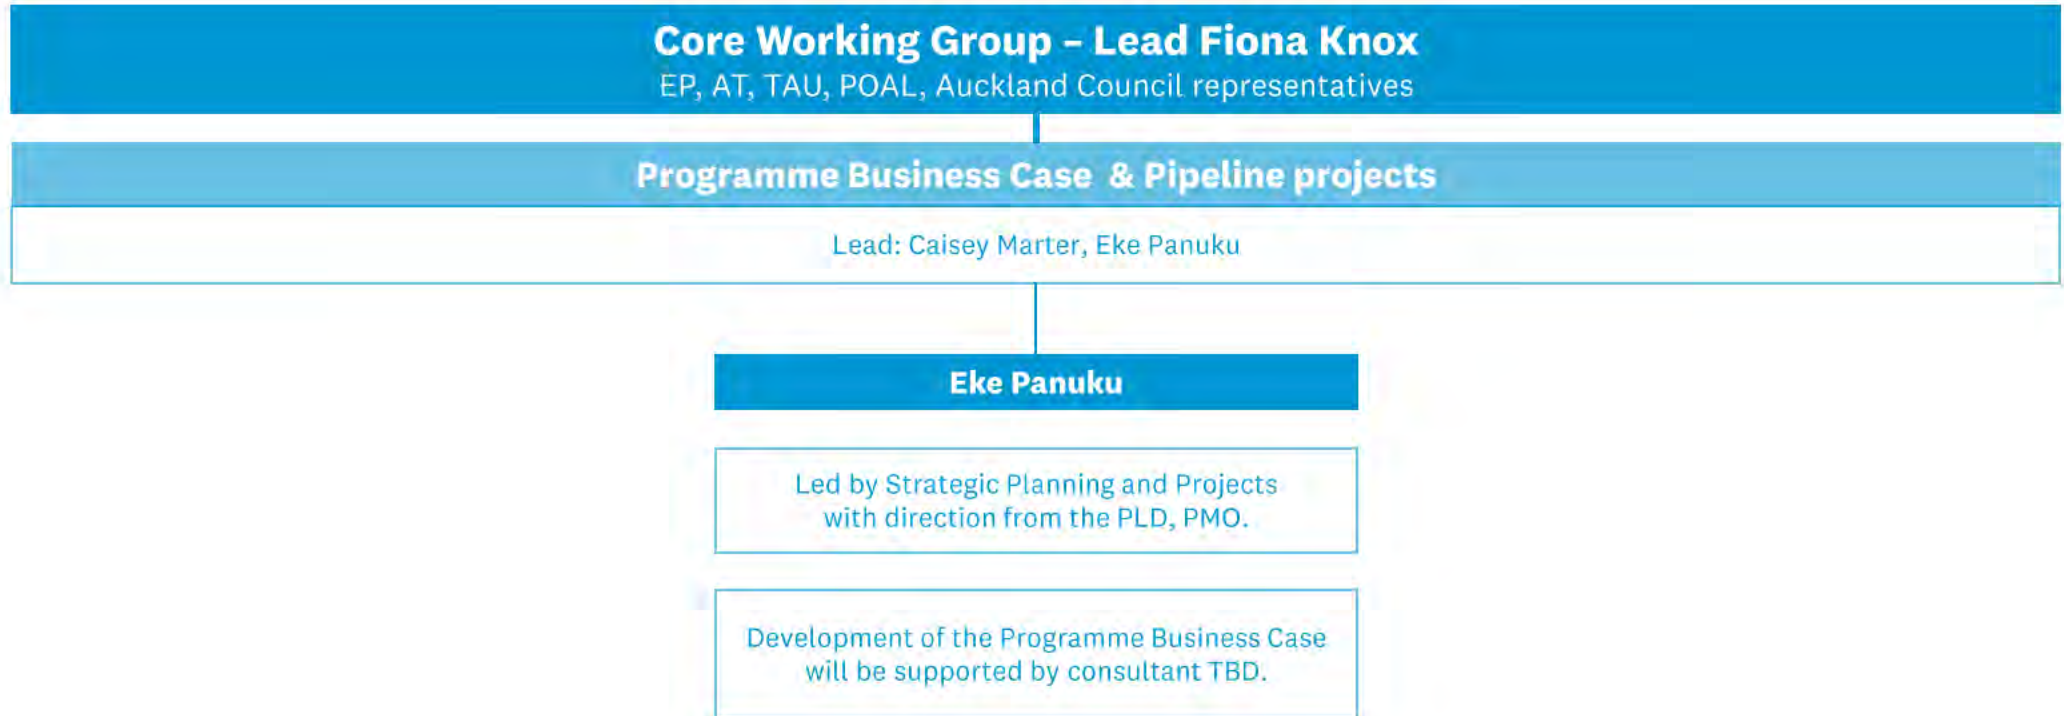 Core Working Group – Lead Fiona Knox
EP, AT, TAU, POAL, Auckland Council representatives
Programme Business Case & Pipeline projects
Lead: Caisey Marter, Eke Panuku
Eke Panuku
Led by Strategic Planning and Projects
with direction from the PLD, PMO.
Development of the Programme Business Case
will be supported by consultant TBD.